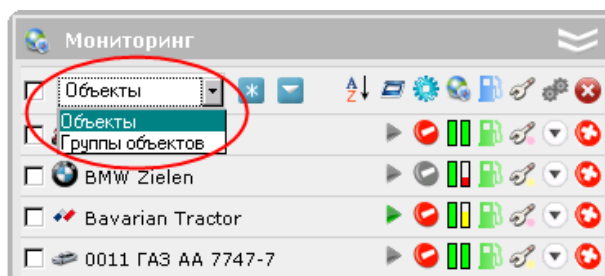 Мониторинг
Объекты
Объекты
Группы объектов
BMW Zielen
Bavarian Tractor
0011 ГАЗ АА 7747-7